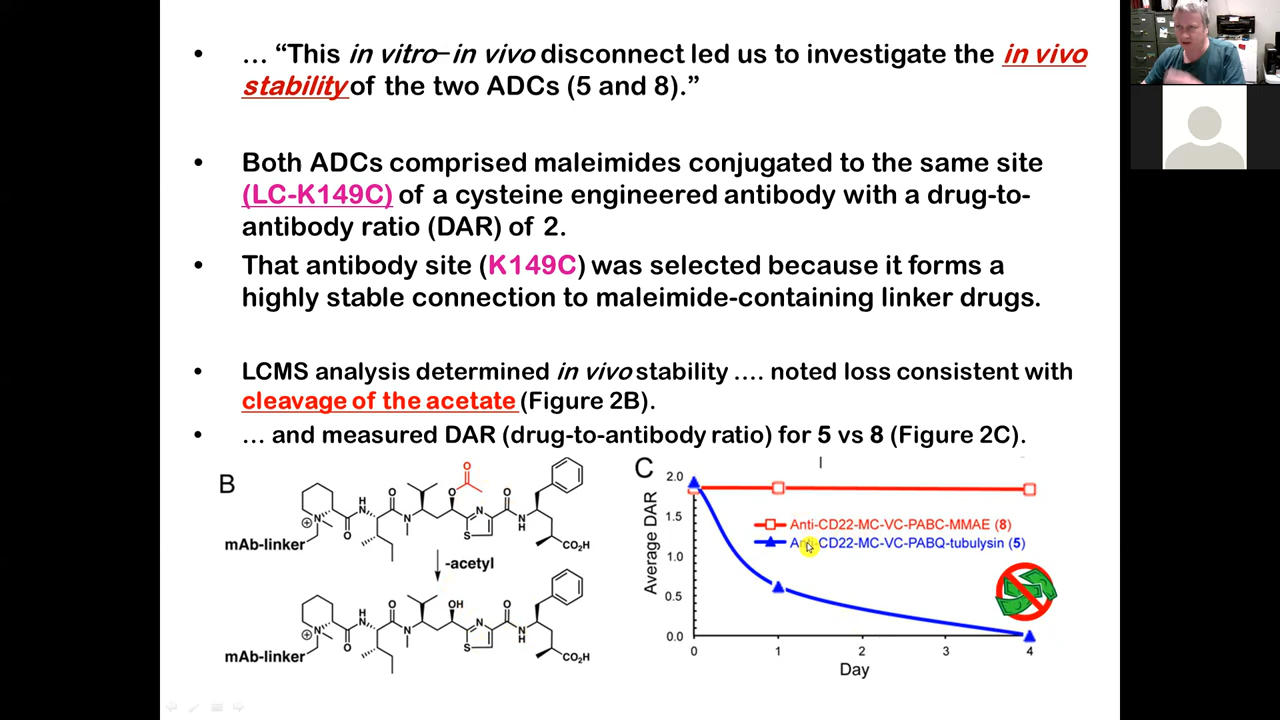 • … “This in vitro–in vivo disconnect led us to investigate the in vivo
stability of the two ADCs (5 and 8).”
• Both ADCs comprised maleimides conjugated to the same site
(LC-K149C) of a cysteine engineered antibody with a drug-to-
antibody ratio (DAR) of 2.
• That antibody site (K149C) was selected because it forms a
highly stable connection to maleimide-containing linker drugs.
• LCMS analysis determined in vivo stability …. noted loss consistent with
cleavage of the acetate (Figure 2B).
• … and measured DAR (drug-to-antibody ratio) for 5 vs 8 (Figure 2C).
B
O
O
O
O
H
N
N
N
N
S
O
N
H
CO₂H
mAb-linker
-acetyl
OH
O
O
O
H
N
N
N
N
S
O
N
H
CO₂H
mAb-linker
C
Average DAR
2.0
1.5
1.0
0.5
0.0
Anti-CD22-MC-VC-PABC-MMAE (8)
Anti-CD22-MC-VC-PABQ-tubulysin (5)
0 1 2 3 4
Day